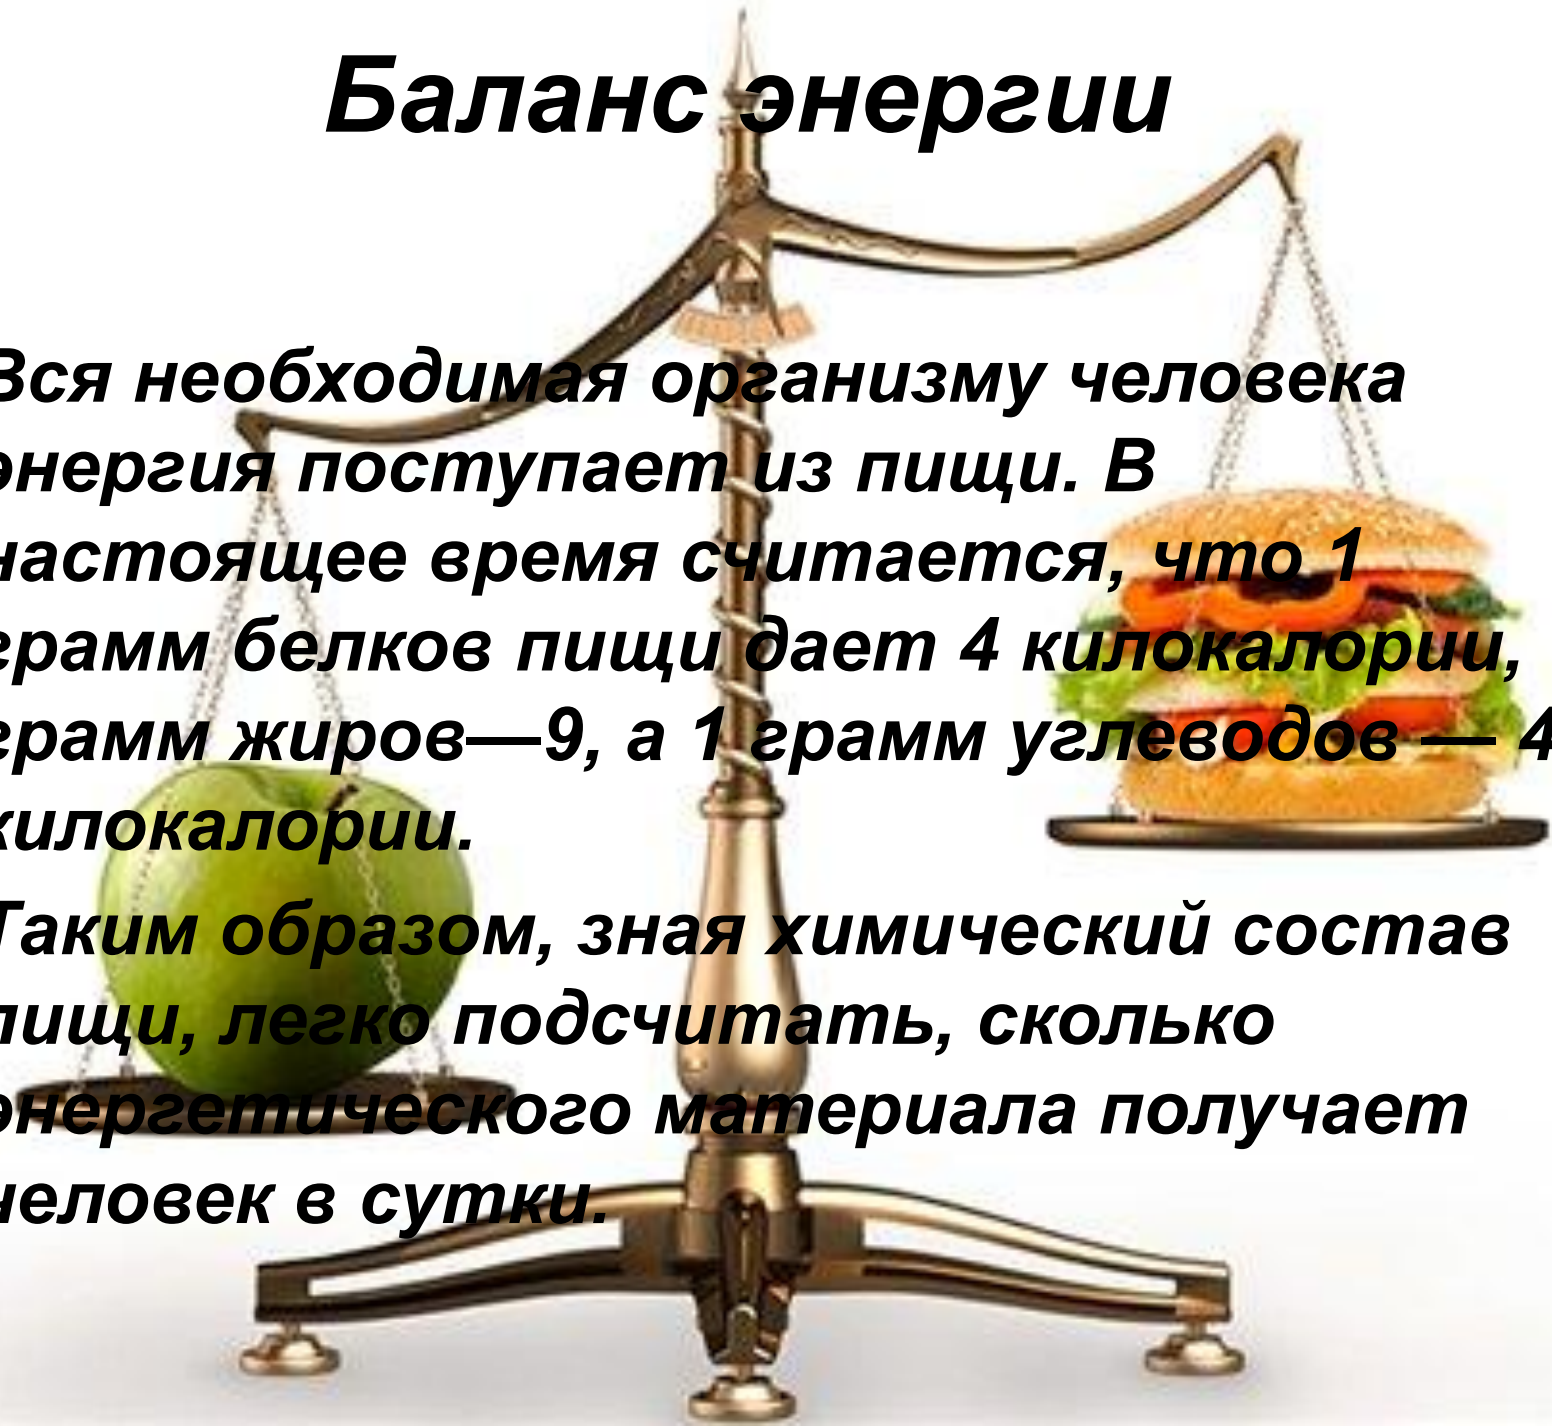 Баланс энергии
Вся необходимая организму человека
энергия поступает из пищи. В
настоящее время считается, что 1
грамм белков пищи дает 4 килокалории,
грамм жиров—9, а 1 грамм углеводов — 4
килокалории.
Таким образом, зная химический состав
пищи, легко подсчитать, сколько
энергетического материала получает
человек в сутки.